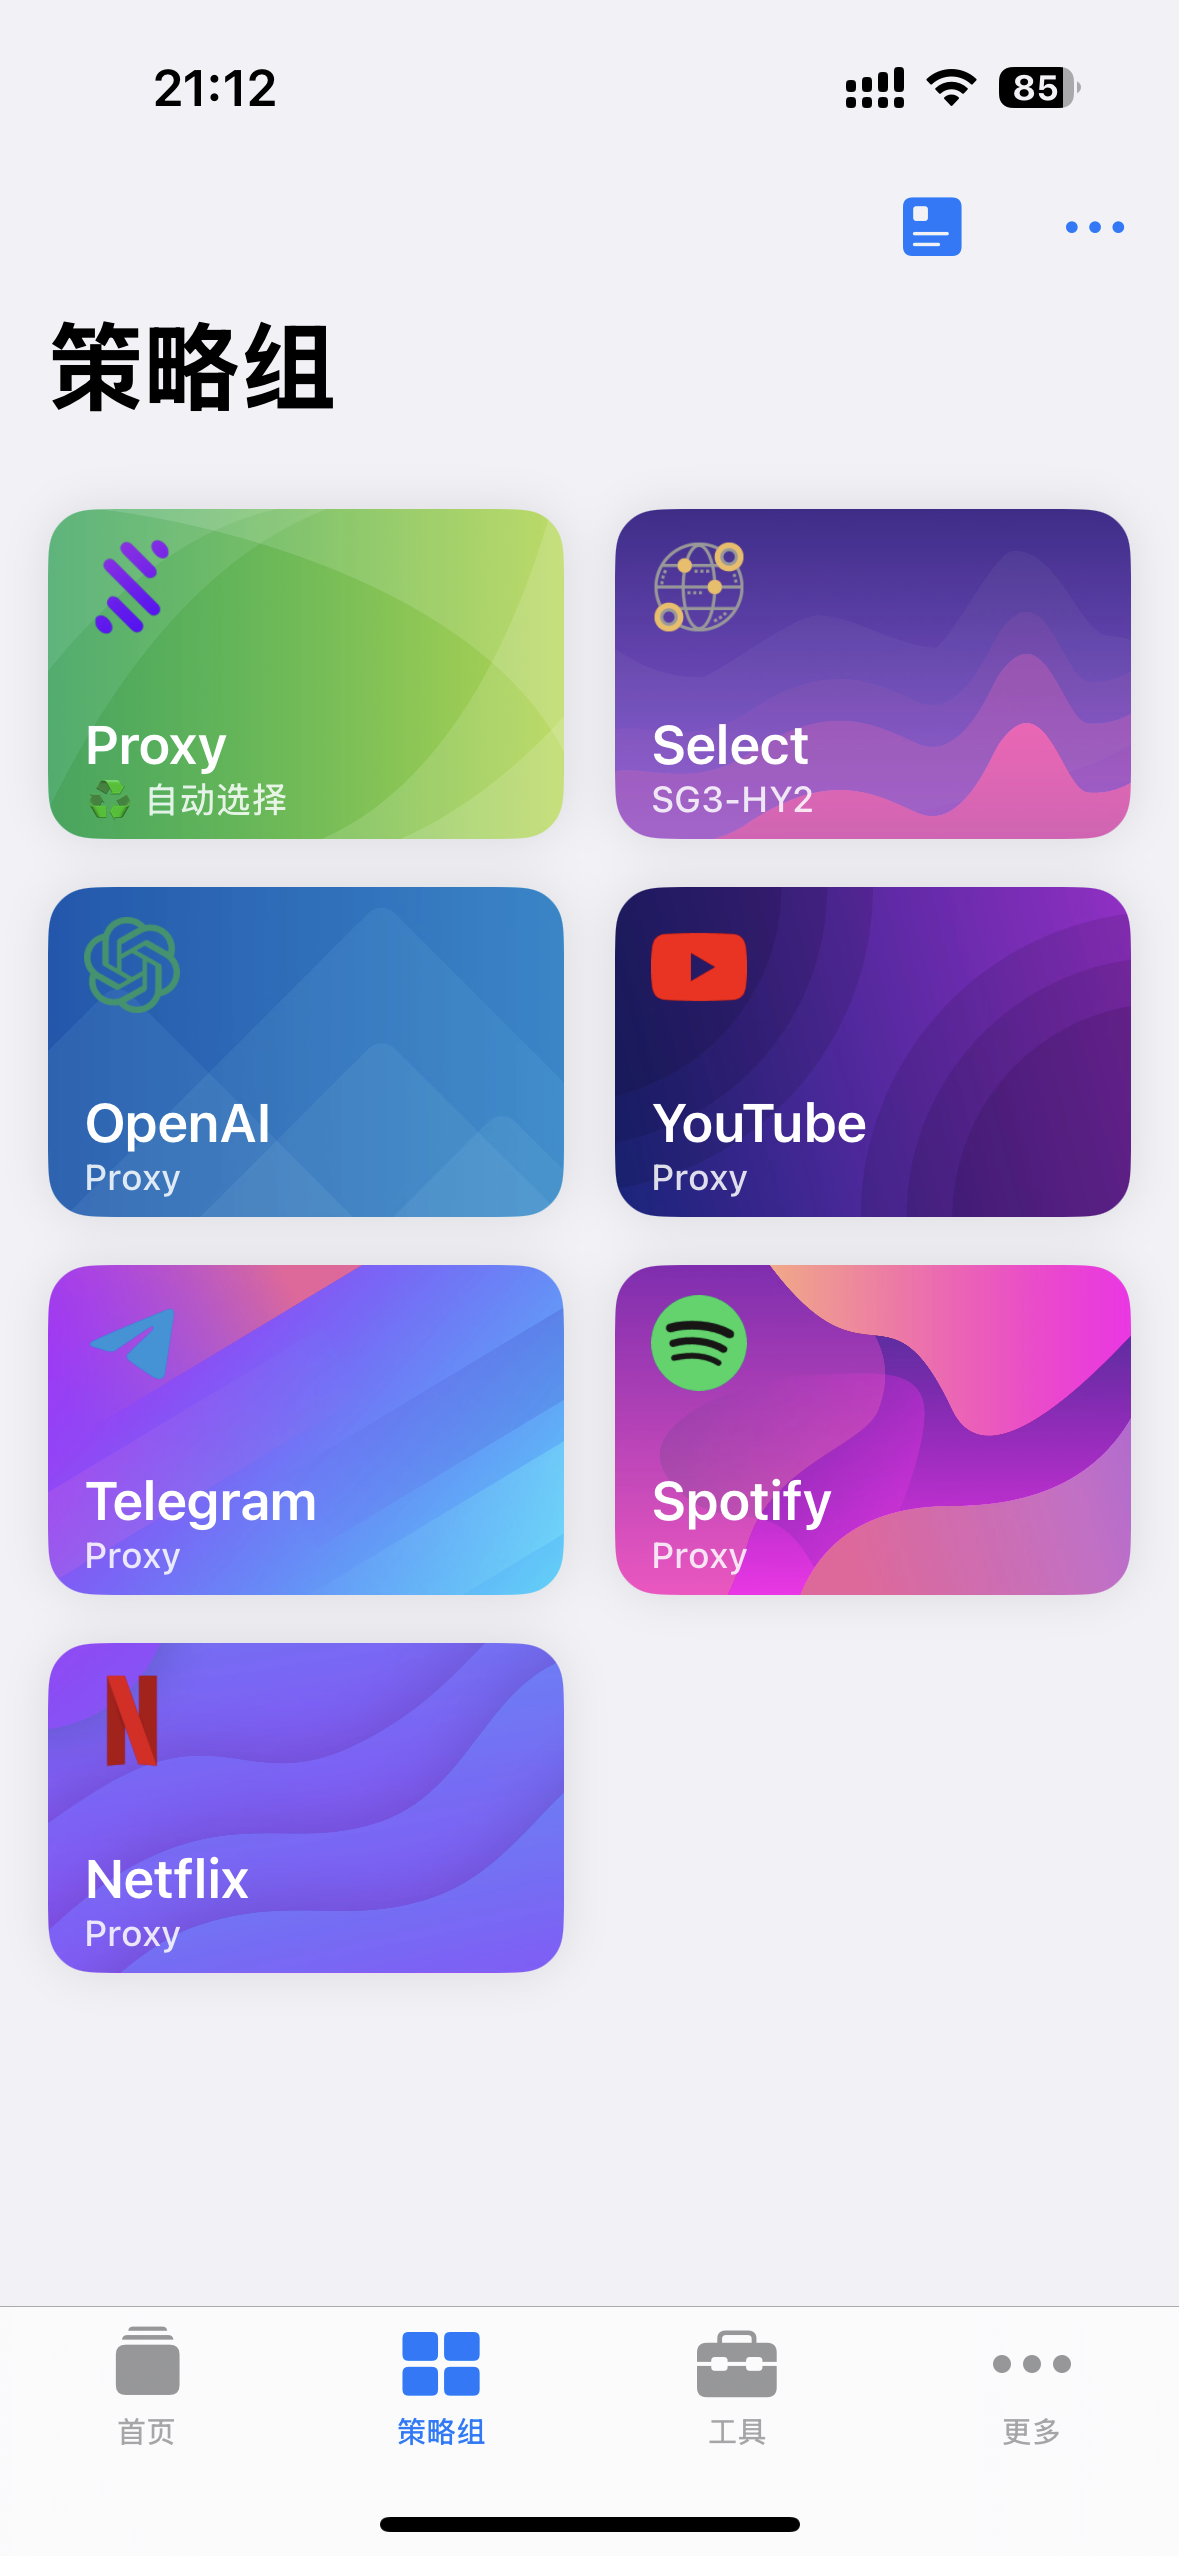 21:12
85
策略组
Proxy
♻️ 自动选择
Select
SG3-HY2
OpenAI
Proxy
YouTube
Proxy
Telegram
Proxy
Spotify
Proxy
Netflix
Proxy
首页
策略组
工具
更多